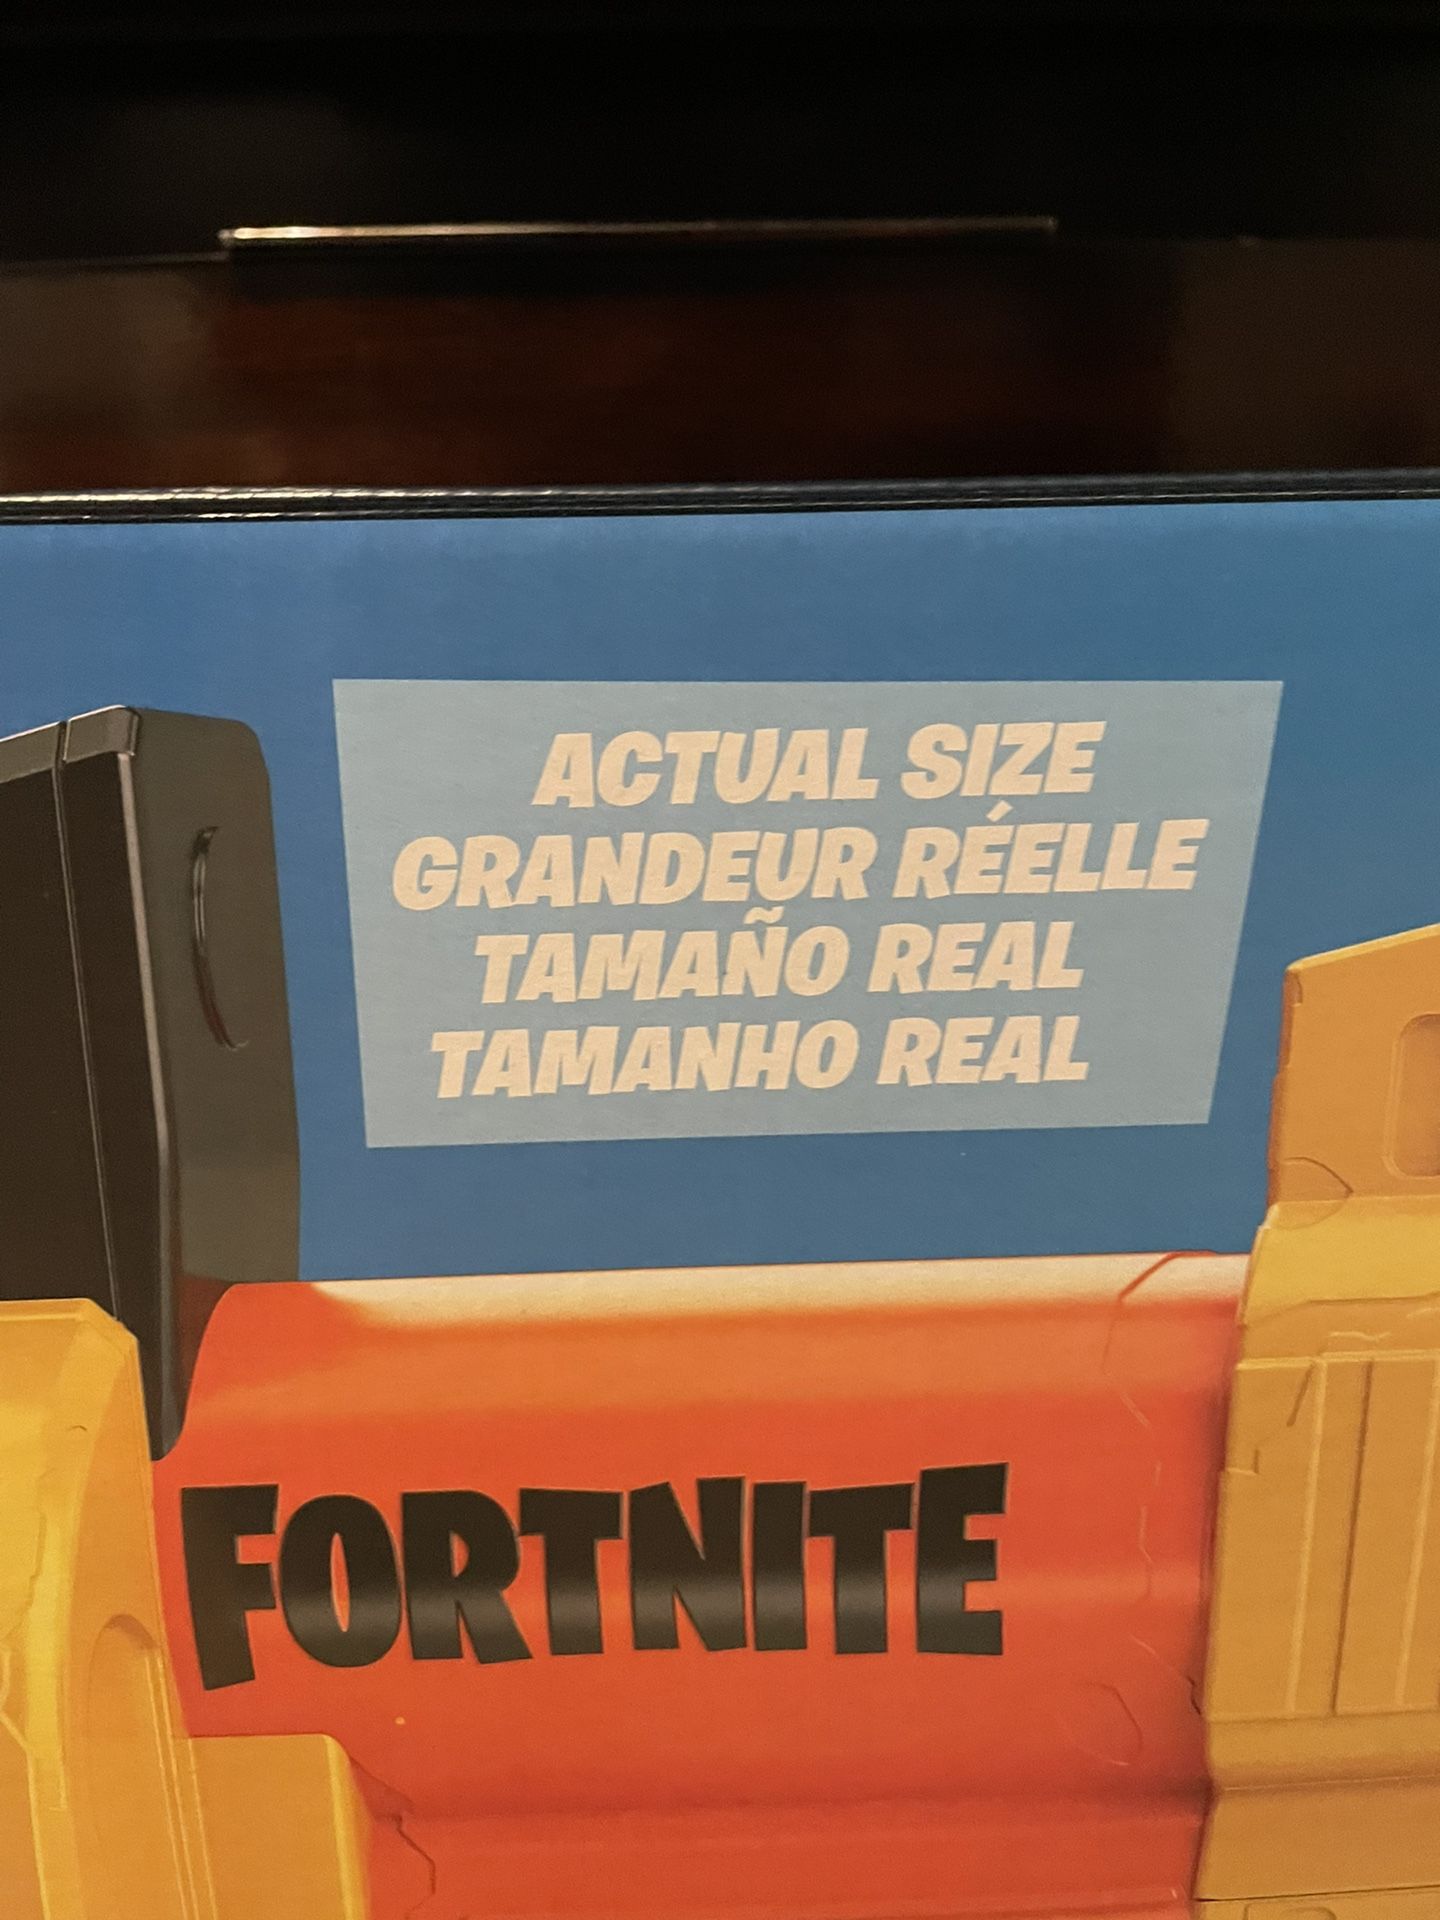 ACTUAL SIZE
GRANDEUR RÉELLE
TAMAÑO REAL
TAMANHO REAL
FORTNITE